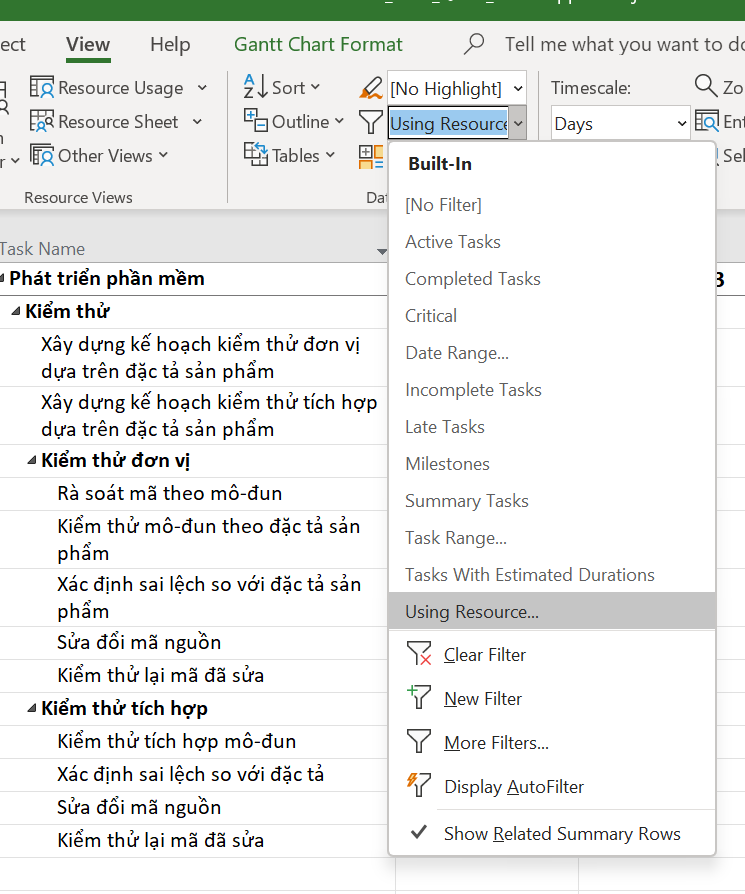 ect View Help Gantt Chart Format Tell me what you want to do
Resource Usage Sort [No Highlight] Timescale: Zo
Resource Sheet Outline Using Resource Days Ent
Other Views Tables Sel
Resource Views Dat
Task Name
Built-In
[No Filter]
Active Tasks
Completed Tasks
Critical
Date Range...
Incomplete Tasks
Late Tasks
Milestones
Summary Tasks
Task Range...
Tasks With Estimated Durations
Using Resource...
Clear Filter
New Filter
More Filters...
Display AutoFilter
Show Related Summary Rows
Phát triển phần mềm
Kiểm thử
Xây dựng kế hoạch kiểm thử đơn vị
dựa trên đặc tả sản phẩm
Xây dựng kế hoạch kiểm thử tích hợp
dựa trên đặc tả sản phẩm
Kiểm thử đơn vị
Rà soát mã theo mô-đun
Kiểm thử mô-đun theo đặc tả sản
phẩm
Xác định sai lệch so với đặc tả sản
phẩm
Sửa đổi mã nguồn
Kiểm thử lại mã đã sửa
Kiểm thử tích hợp
Kiểm thử tích hợp mô-đun
Xác định sai lệch so với đặc tả
Sửa đổi mã nguồn
Kiểm thử lại mã đã sửa